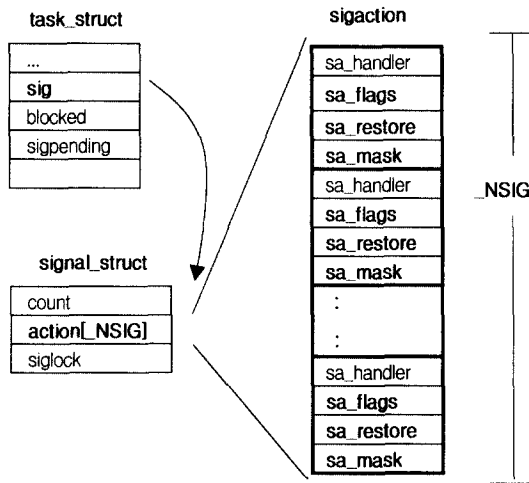 task_struct
...
sig
blocked
sigpending
signal_struct
count
action[_NSIG]
siglock
sigaction
sa_handler
sa_flags
sa_restore
sa_mask
sa_handler
sa_flags
sa_restore
sa_mask
:
:
sa_handler
sa_flags
sa_restore
sa_mask
_NSIG